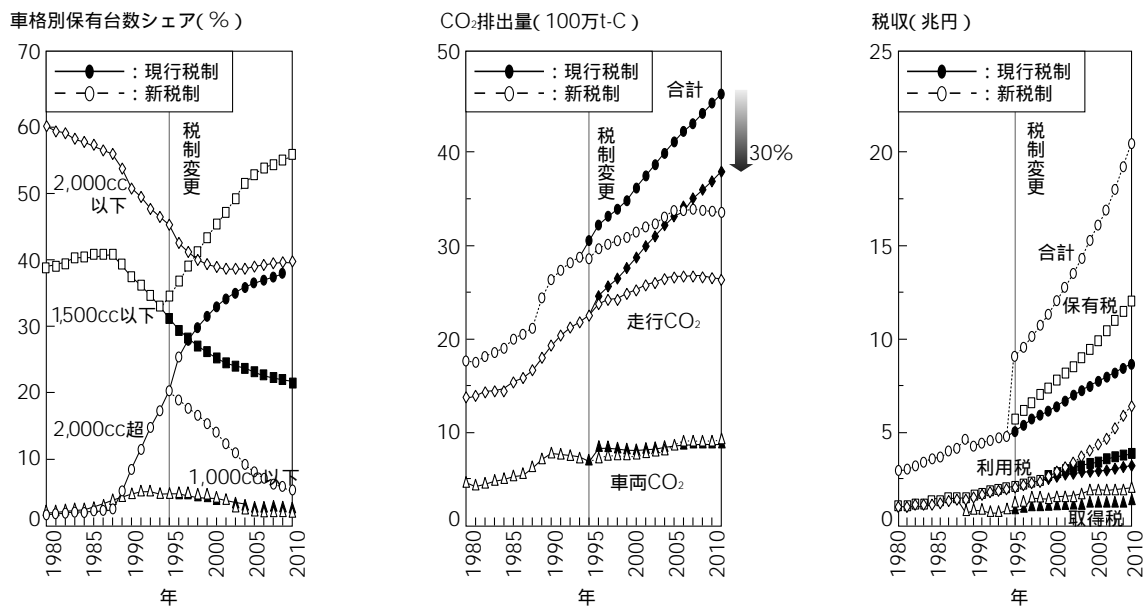 車格別保有台数シェア(%)
70
60
50
40
30
20
10
0
●：現行税制
○：新税制
税制変更
2,000cc
以下
1,500cc以下
2,000cc超
1,000cc以下
1980
1985
1990
1995
2000
2005
2010
年
CO₂排出量(100万t-C)
50
40
30
20
10
0
●：現行税制
○：新税制
税制変更
合計
30%
走行CO₂
車両CO₂
1980
1985
1990
1995
2000
2005
2010
年
税収(兆円)
25
20
15
10
5
0
●：現行税制
○：新税制
税制変更
合計
保有税
利用税
取得税
1980
1985
1990
1995
2000
2005
2010
年